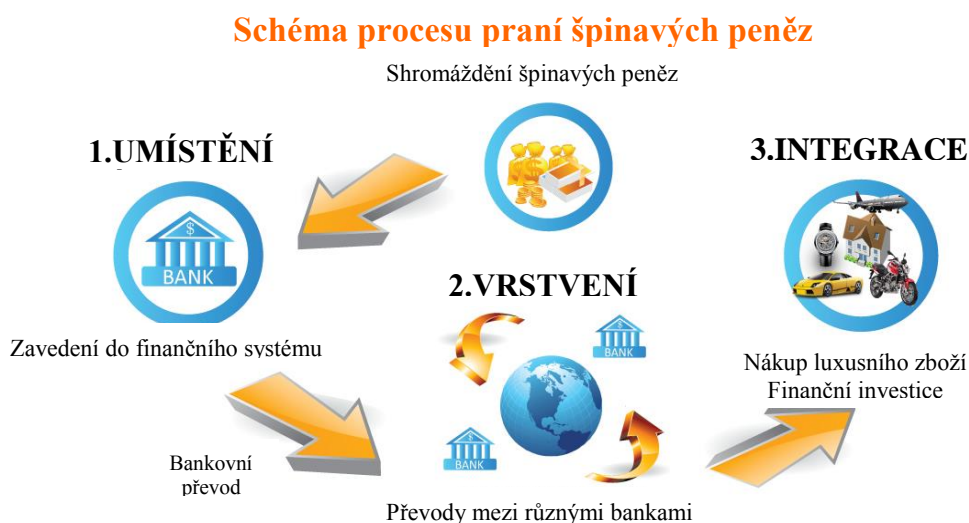 Schéma procesu praní špinavých peněz
Shromáždění špinavých peněz
1.UMÍSTĚNÍ
BANK
Zavedení do finančního systému
Bankovní
převod
2.VRSTVENÍ
BANK
BANK
Převody mezi různými bankami
3.INTEGRACE
Nákup luxusního zboží
Finanční investice